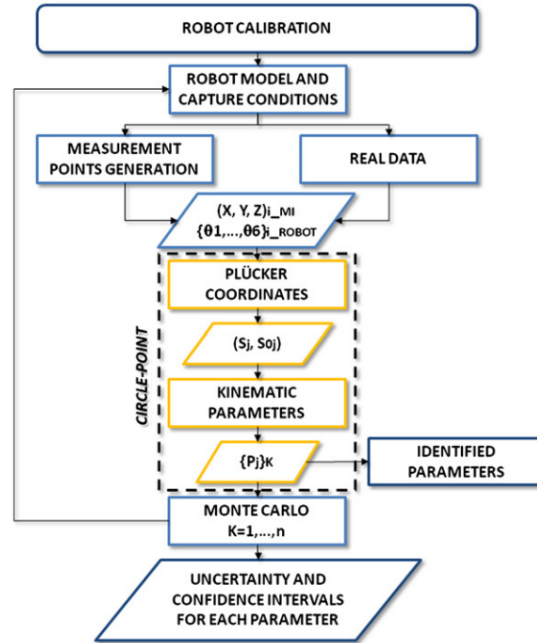 ROBOT CALIBRATION
ROBOT MODEL AND
CAPTURE CONDITIONS
MEASUREMENT
POINTS GENERATION
REAL DATA
(X, Y, Z)i_MI
{θ1,...,θ6}i_ROBOT
CIRCLE-POINT
PLÜCKER
COORDINATES
(Sj, S0j)
KINEMATIC
PARAMETERS
{Pj}K
IDENTIFIED
PARAMETERS
MONTE CARLO
K=1,...,n
UNCERTAINTY AND
CONFIDENCE INTERVALS
FOR EACH PARAMETER